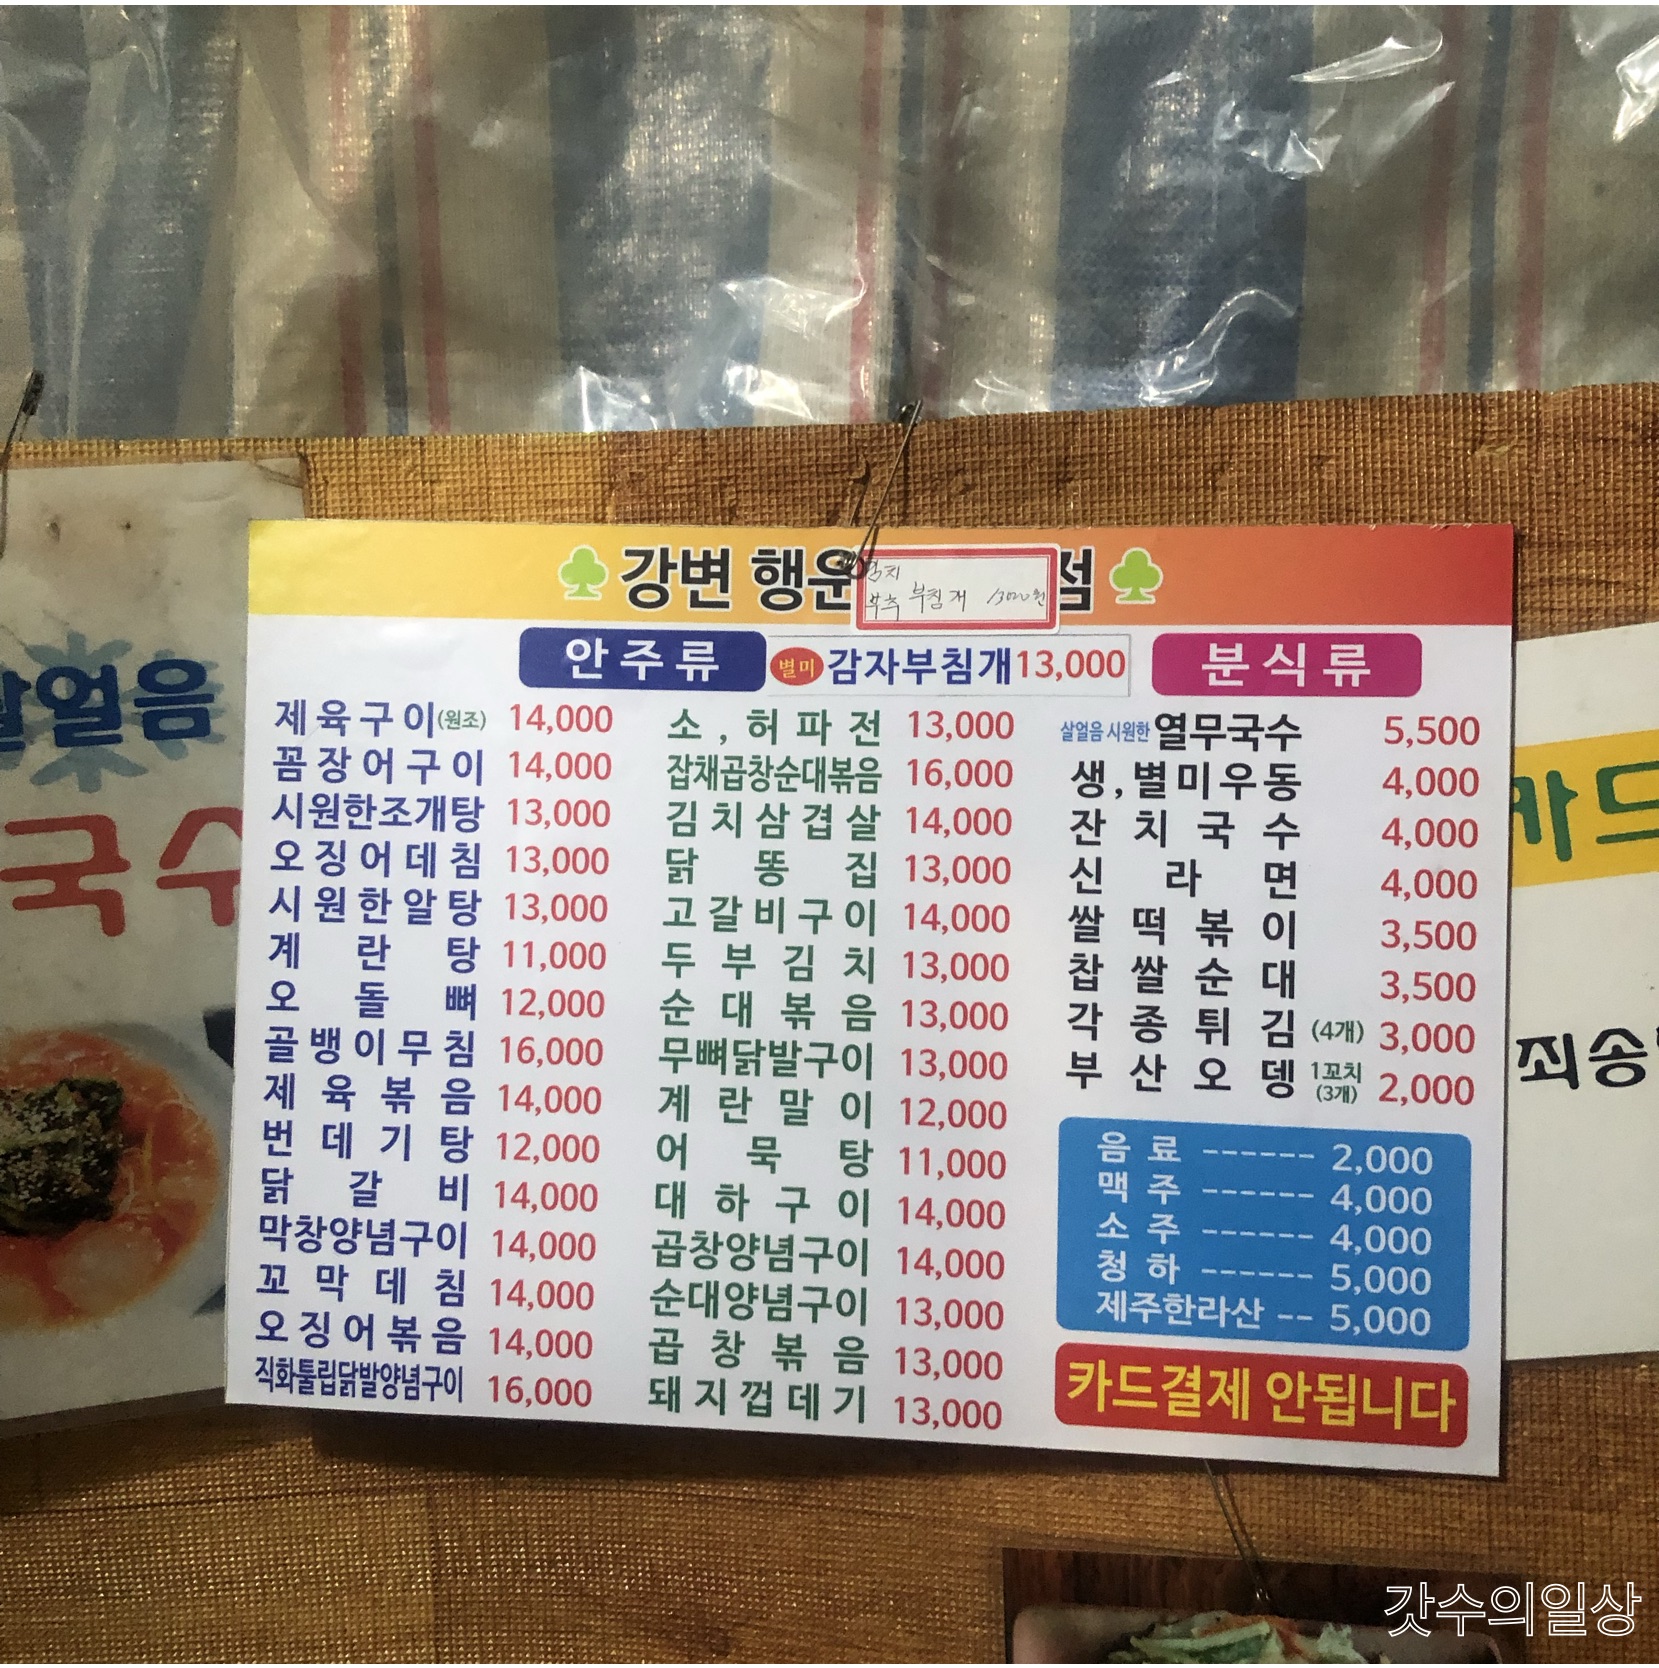 강변 행운
점
김치
부추 부침개 13000원
안주류
별미 감자부침개 13,000
분식류
제육구이(원조) 14,000
꼼장어구이 14,000
시원한조개탕 13,000
오징어데침 13,000
시원한알탕 13,000
계란탕 11,000
오돌뼈 12,000
골뱅이무침 16,000
제육볶음 14,000
번데기탕 12,000
닭갈비 14,000
막창양념구이 14,000
꼬막데침 14,000
오징어볶음 14,000
직화툴립닭발양념구이 16,000
소,허파전 13,000
잡채곱창순대볶음 16,000
김치삼겹살 14,000
닭똥집 13,000
고갈비구이 14,000
두부김치 13,000
순대볶음 13,000
무뼈닭발구이 13,000
계란말이 12,000
어묵탕 11,000
대하구이 14,000
곱창양념구이 14,000
순대양념구이 13,000
곱창볶음 13,000
돼지껍데기 13,000
살얼음 시원한 열무국수 5,500
생,별미우동 4,000
잔치국수 4,000
신라면 4,000
쌀떡볶이 3,500
찹쌀순대 3,500
각종튀김 (4개) 3,000
부산오뎅 1꼬치 (3개) 2,000
음료 ------ 2,000
맥주 ------ 4,000
소주 ------ 4,000
청하 ------ 5,000
제주한라산 -- 5,000
카드결제 안됩니다
살얼음
국수
카드
죄송
갓수의일상